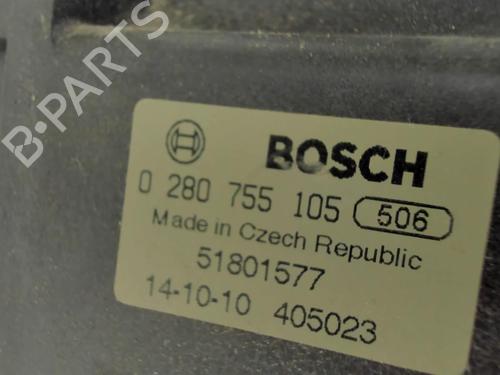 B-PARTS
BOSCH
0 280 755 105 506
Made in Czech Republic
51801577
14-10-10 405023